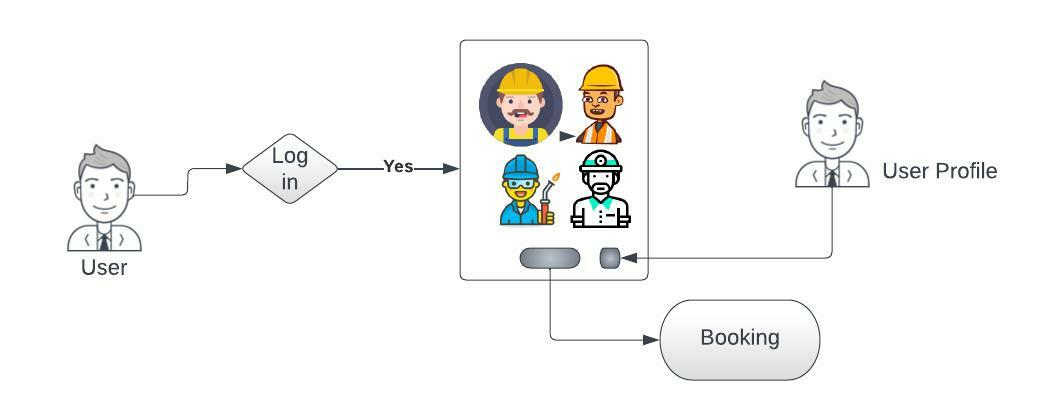 User
Log
in
Yes
User Profile
Booking